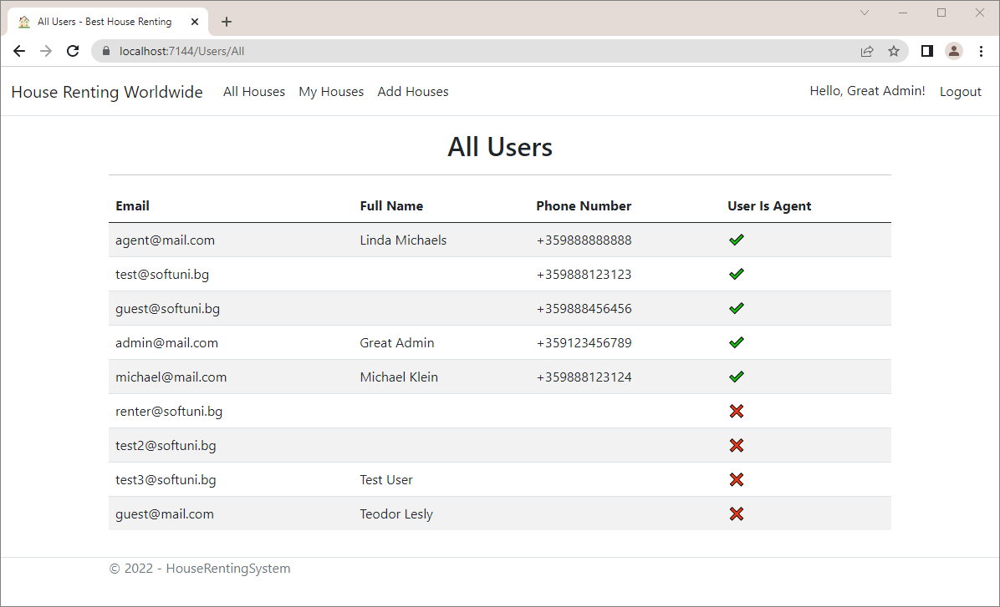 All Users - Best House Renting
localhost:7144/Users/All
House Renting Worldwide All Houses My Houses Add Houses Hello, Great Admin! Logout
All Users
Email Full Name Phone Number User Is Agent
agent@mail.com Linda Michaels +359888888888
test@softuni.bg +359888123123
guest@softuni.bg +359888456456
admin@mail.com Great Admin +359123456789
michael@mail.com Michael Klein +359888123124
renter@softuni.bg
test2@softuni.bg
test3@softuni.bg Test User
guest@mail.com Teodor Lesly
© 2022 - HouseRentingSystem